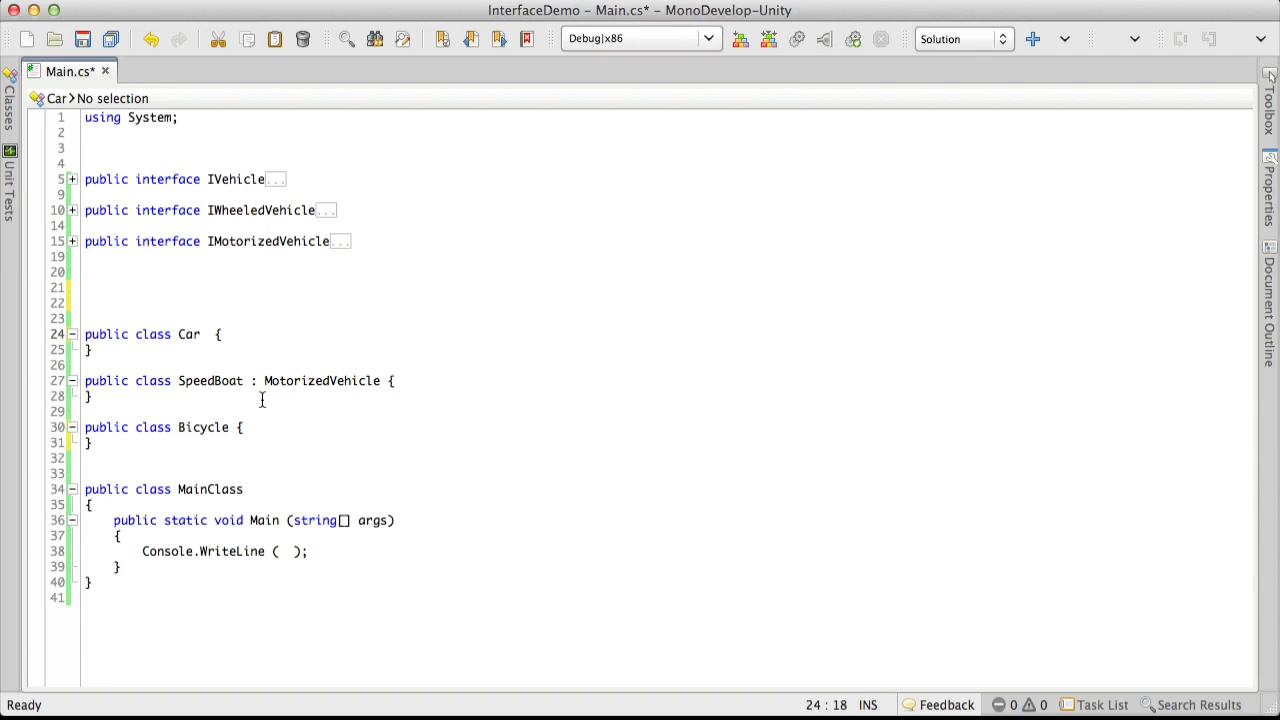 InterfaceDemo – Main.cs* – MonoDevelop-Unity
Debug|x86
Solution
Main.cs*
Car
No selection
Classes
Unit Tests
Toolbox
Properties
Document Outline
1 using System;
2
3
4
5 public interface IVehicle...
9
10 public interface IWheeledVehicle...
14
15 public interface IMotorizedVehicle...
19
20
21
22
23
24 public class Car  {
25 }
26
27 public class SpeedBoat : MotorizedVehicle {
28 }
29
30 public class Bicycle {
31 }
32
33
34 public class MainClass
35 {
36     public static void Main (string[] args)
37     {
38         Console.WriteLine (  );
39     }
40 }
41
Ready
24 : 18
INS
Feedback
0
0
Task List
Search Results